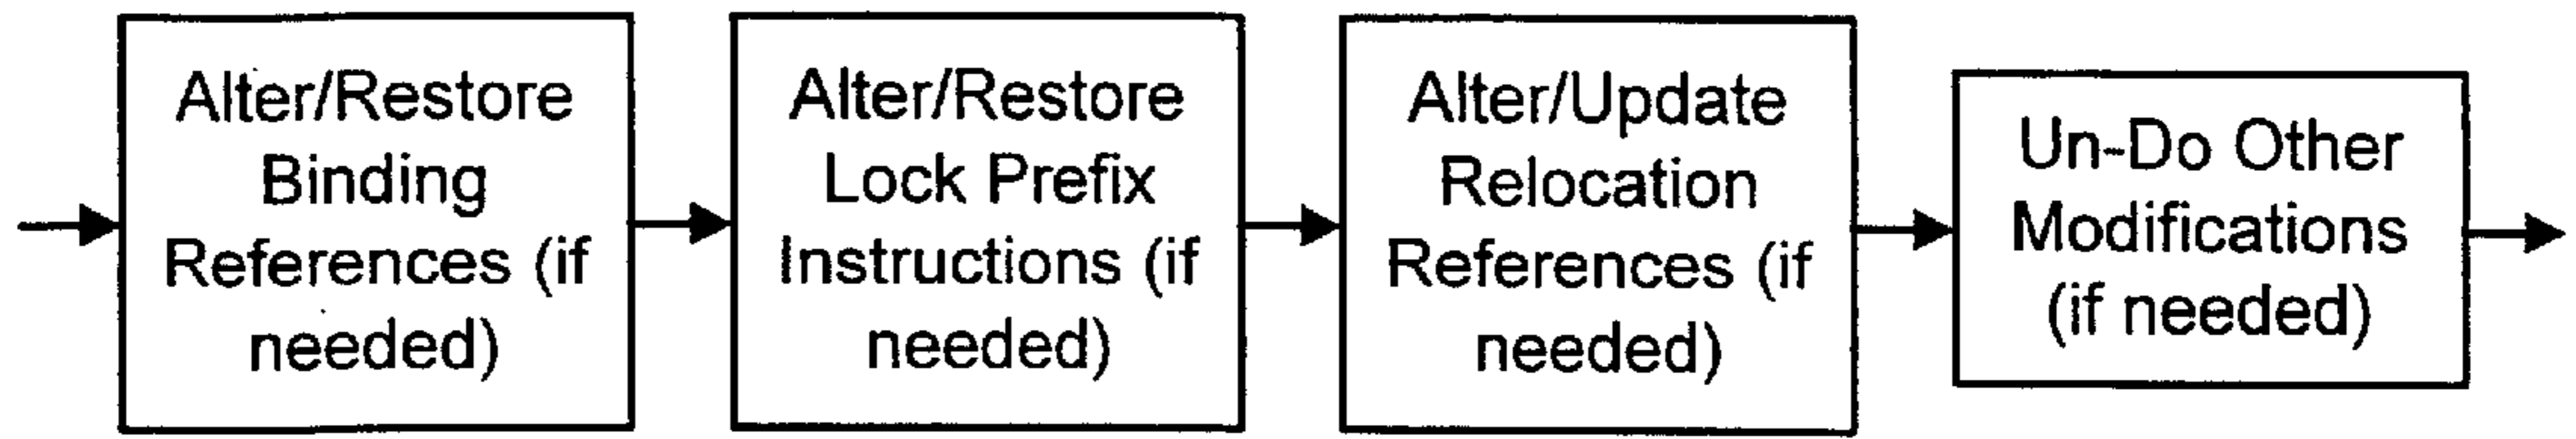 Alter/Restore
Binding
References (if
needed)
Alter/Restore
Lock Prefix
Instructions (if
needed)
Alter/Update
Relocation
References (if
needed)
Un-Do Other
Modifications
(if needed)